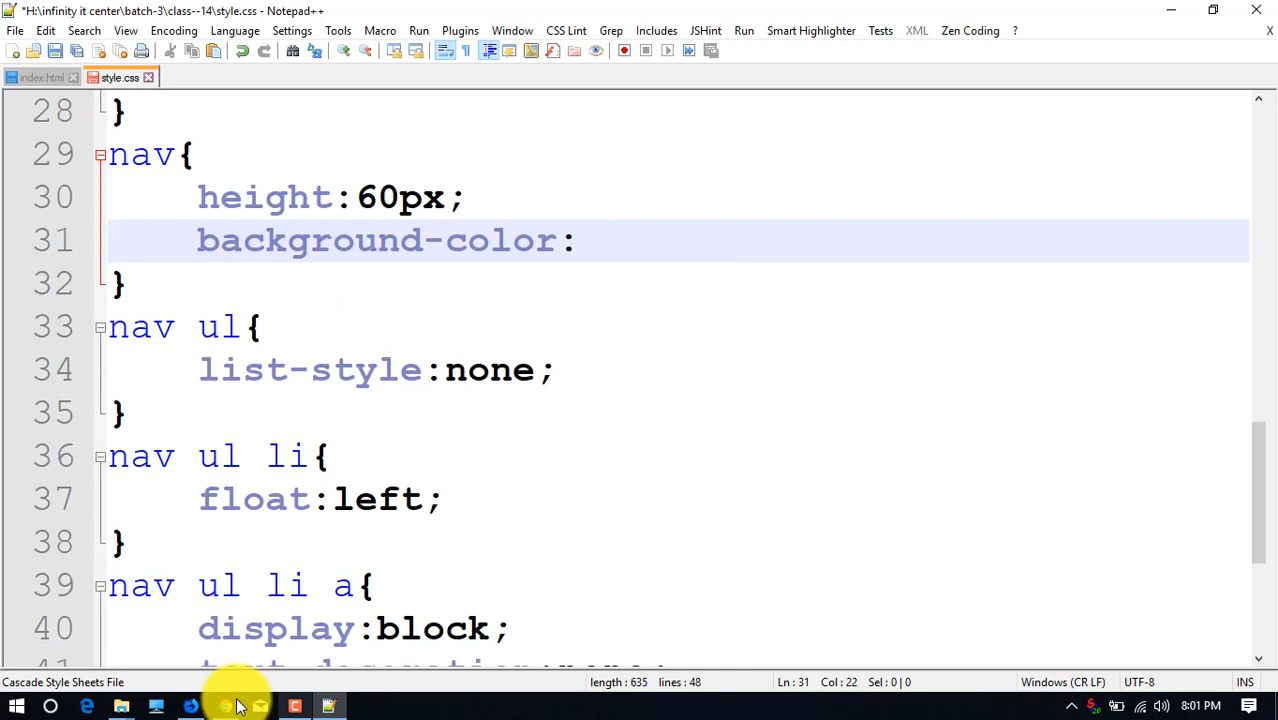 *H:\infinity it center\batch-3\class--14\style.css - Notepad++
File Edit Search View Encoding Language Settings Tools Macro Run Plugins Window CSS Lint Grep Includes JSHint Run Smart Highlighter Tests XML Zen Coding ? X
index.html style.css
28 }
29 nav{
30 height:60px;
31 background-color:
32 }
33 nav ul{
34 list-style:none;
35 }
36 nav ul li{
37 float:left;
38 }
39 nav ul li a{
40 display:block;
41 text-decoration:none;
Cascade Style Sheets File length : 635 lines : 48 Ln : 31 Col : 22 Sel : 0 | 0 Windows (CR LF) UTF-8 INS
8:01 PM